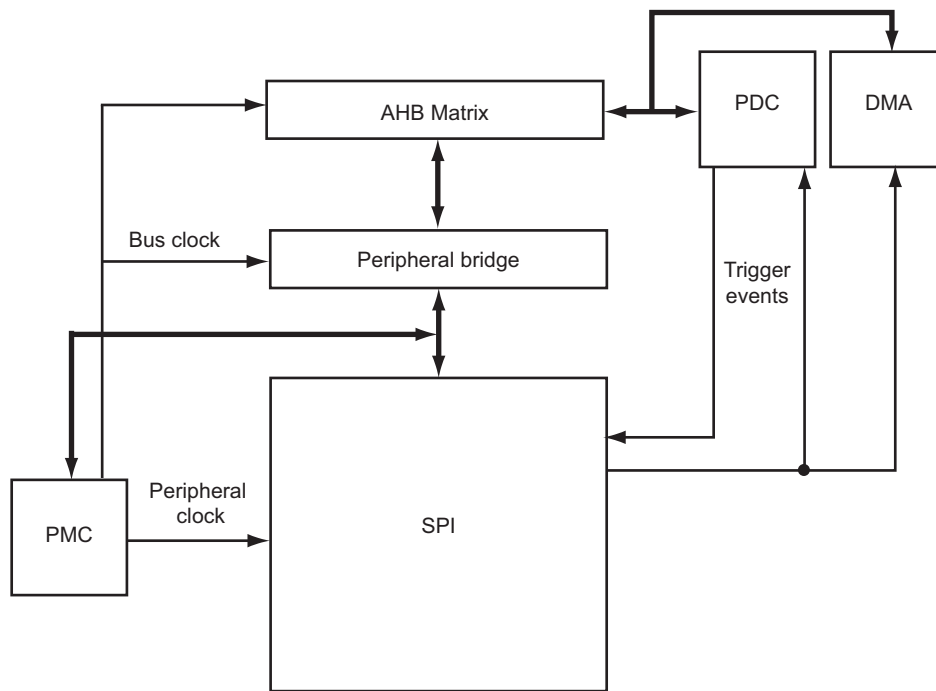 PDC
DMA
AHB Matrix
Bus clock
Peripheral bridge
Trigger
events
Peripheral
clock
PMC
SPI